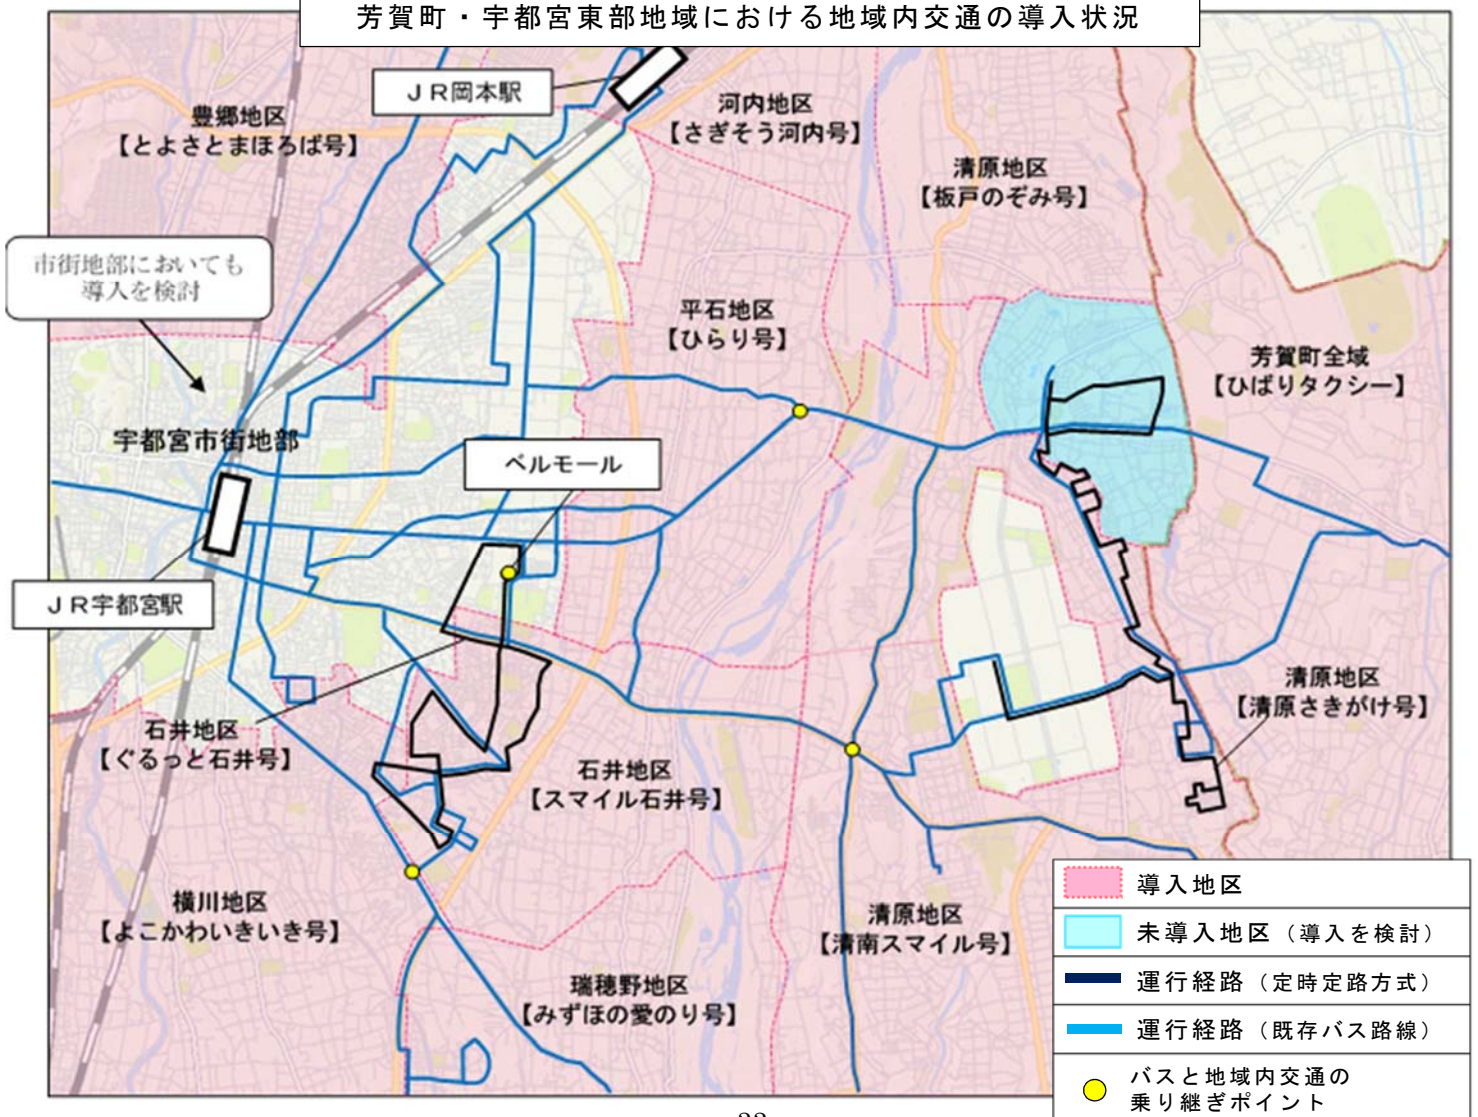 芳賀町・宇都宮東部地域における地域内交通の導入状況
ＪＲ岡本駅
豊郷地区
【とよさとまほろば号】
河内地区
【さぎそう河内号】
清原地区
【板戸のぞみ号】
市街地部においても
導入を検討
平石地区
【ひらり号】
芳賀町全域
【ひばりタクシー】
宇都宮市街地部
ベルモール
ＪＲ宇都宮駅
石井地区
【ぐるっと石井号】
石井地区
【スマイル石井号】
清原地区
【清原さきがけ号】
横川地区
【よこかわいきいき号】
清原地区
【清南スマイル号】
瑞穂野地区
【みずほの愛のり号】
導入地区
未導入地区（導入を検討）
運行経路（定時定路方式）
運行経路（既存バス路線）
バスと地域内交通の
乗り継ぎポイント